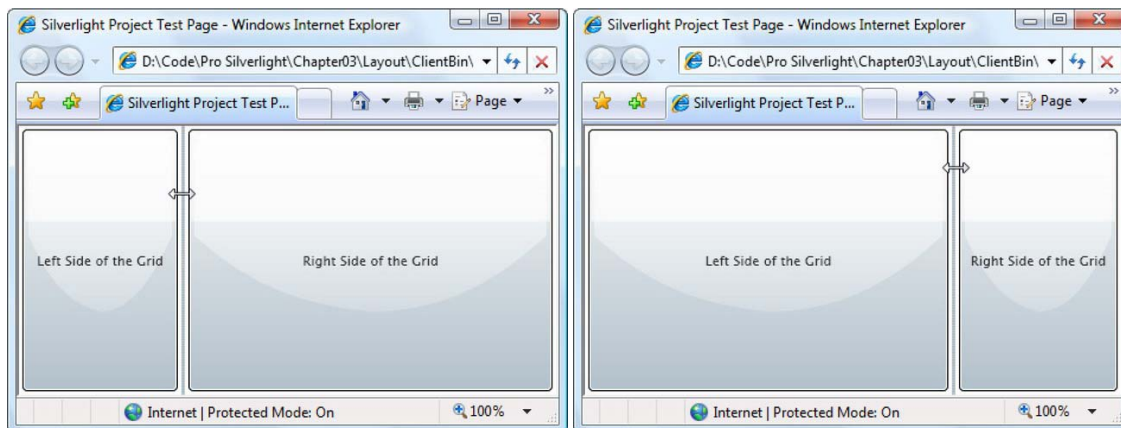 Silverlight Project Test Page - Windows Internet Explorer
D:\Code\Pro Silverlight\Chapter03\Layout\ClientBin\
Silverlight Project Test P...
Page
Left Side of the Grid
Right Side of the Grid
Internet | Protected Mode: On
100%
Silverlight Project Test Page - Windows Internet Explorer
D:\Code\Pro Silverlight\Chapter03\Layout\ClientBin\
Silverlight Project Test P...
Page
Left Side of the Grid
Right Side of the Grid
Internet | Protected Mode: On
100%